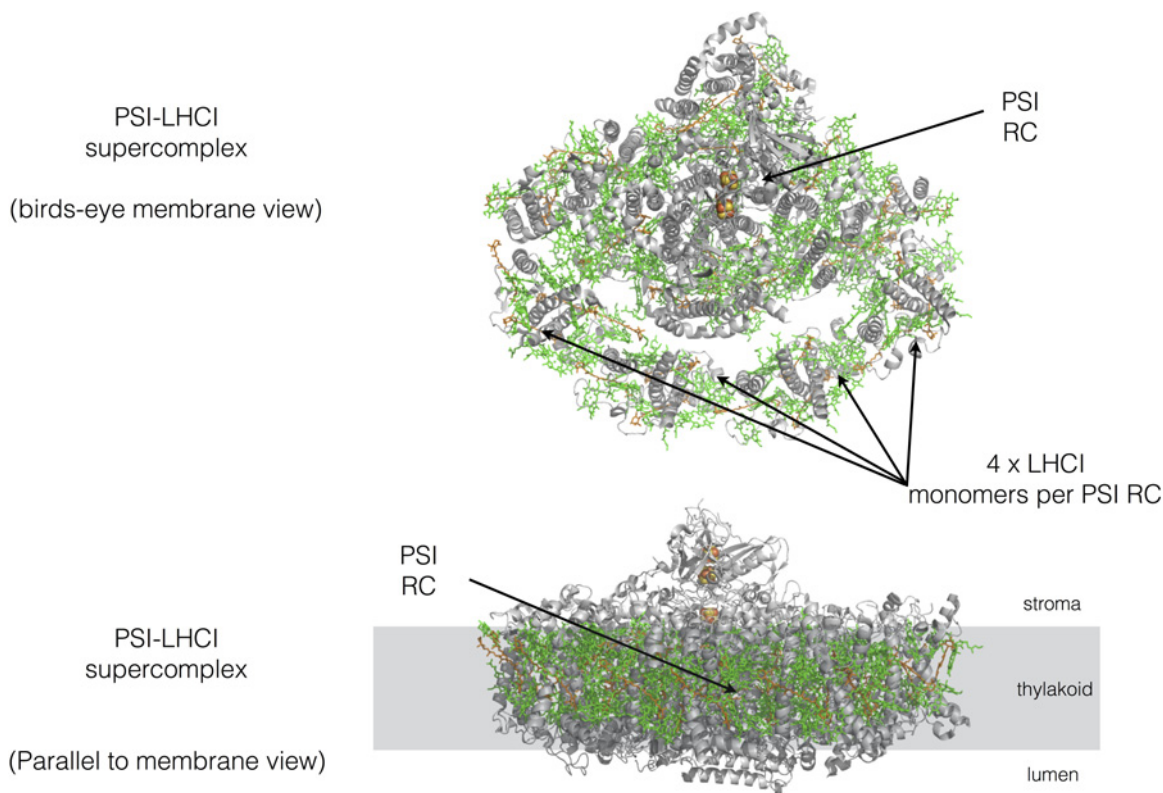 PSI-LHCI
supercomplex
(birds-eye membrane view)
PSI
RC
4 x LHCI
monomers per PSI RC
PSI
RC
stroma
PSI-LHCI
supercomplex
thylakoid
(Parallel to membrane view)
lumen